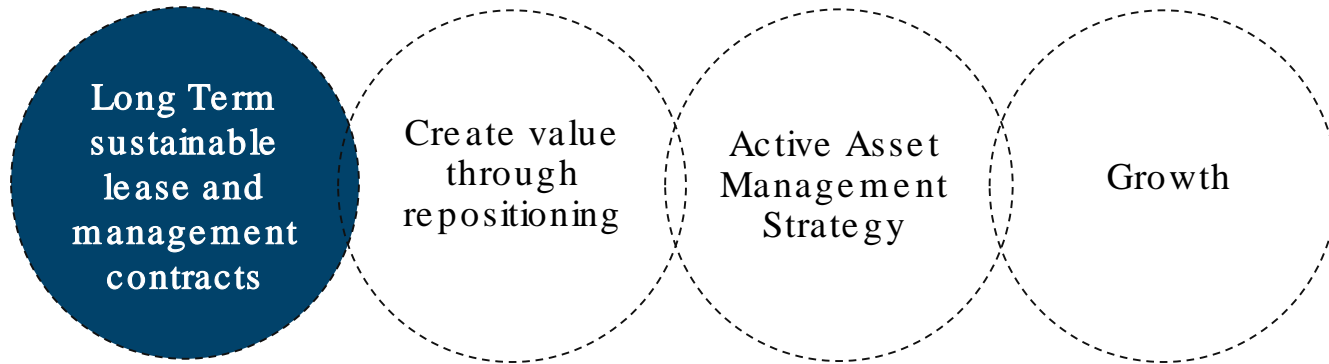 Long Term
sustainable
lease and
management
contracts
Create value
through
repositioning
Active Asset
Management
Strategy
Growth